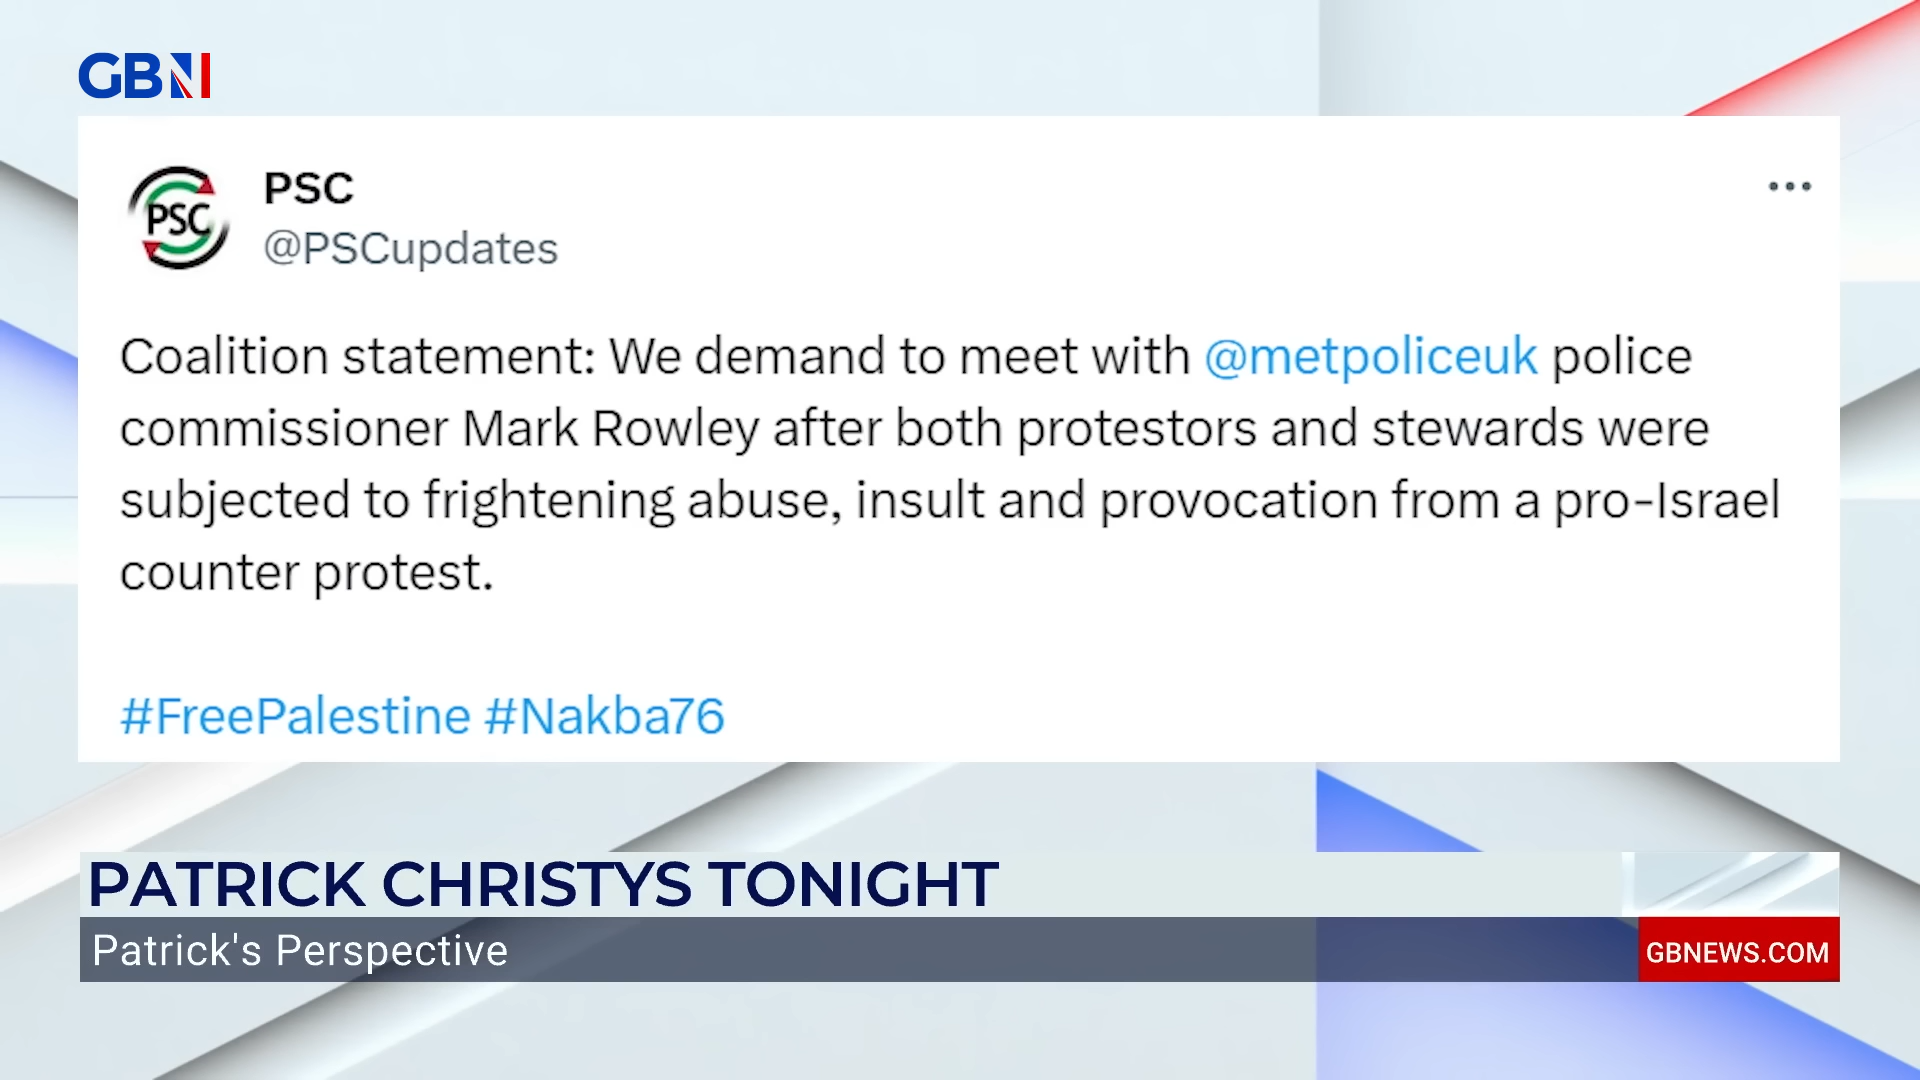 GBN
PSC
PSC
@PSCupdates
Coalition statement: We demand to meet with @metpoliceuk police
commissioner Mark Rowley after both protestors and stewards were
subjected to frightening abuse, insult and provocation from a pro-Israel
counter protest.
#FreePalestine #Nakba76
PATRICK CHRISTYS TONIGHT
Patrick's Perspective
GBNEWS.COM